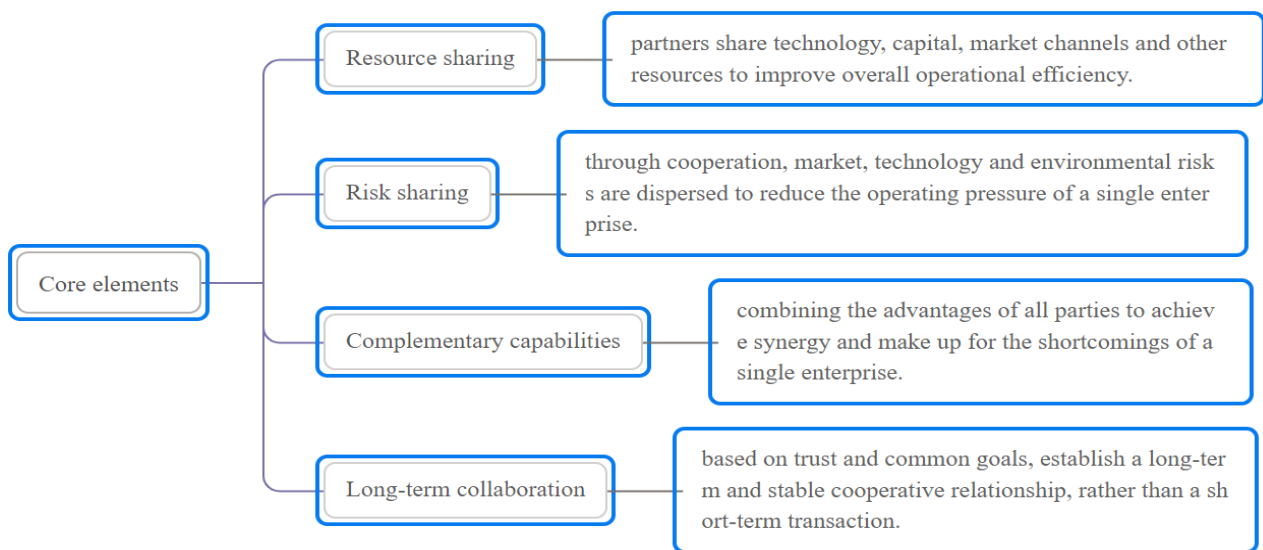 Core elements
Resource sharing
partners share technology, capital, market channels and other
resources to improve overall operational efficiency.
Risk sharing
through cooperation, market, technology and environmental risk
s are dispersed to reduce the operating pressure of a single enter
prise.
Complementary capabilities
combining the advantages of all parties to achiev
e synergy and make up for the shortcomings of a
single enterprise.
Long-term collaboration
based on trust and common goals, establish a long-ter
m and stable cooperative relationship, rather than a sh
ort-term transaction.